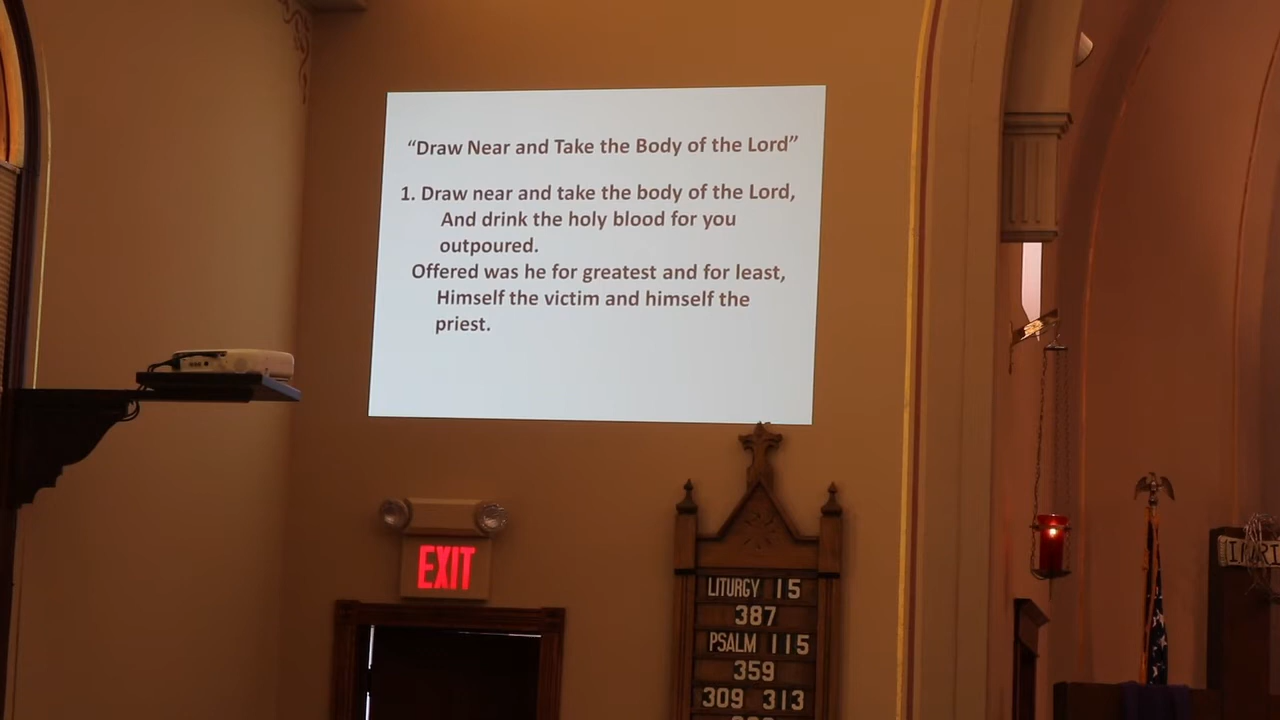 “Draw Near and Take the Body of the Lord”
1. Draw near and take the body of the Lord,
And drink the holy blood for you
outpoured.
Offered was he for greatest and for least,
Himself the victim and himself the
priest.
EXIT
LITURGY 15
387
PSALM 115
359
309 313